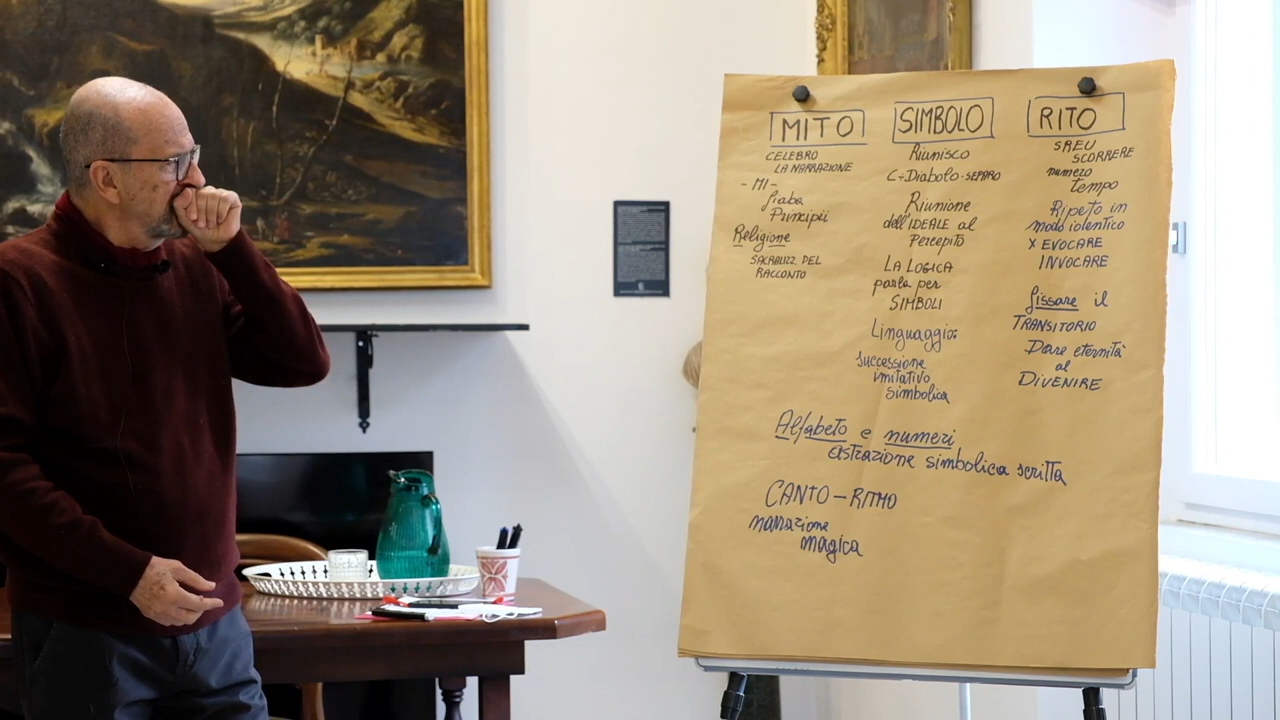 MITO
CELEBRO
LA NARRAZIONE
- MI -
fiaba
Principii
Religione
SACRALIZZ. DEL
RACCONTO
SIMBOLO
Riunisco
C÷Diabolo-SEPARO
Riunione
dell'IDEALE al
Percepito
LA LOGICA
parla per
SIMBOLI
Linguaggio:
successione
imitativo
simbolica
RITO
SREU
SCORRERE
numero
tempo
Ripeto in
modo identico
X EVOCARE
INVOCARE
fissare il
TRANSITORIO
Dare eternità
al
DIVENIRE
Alfabeto e numeri
astrazione simbolica scritta
CANTO - RITMO
narrazione
magica